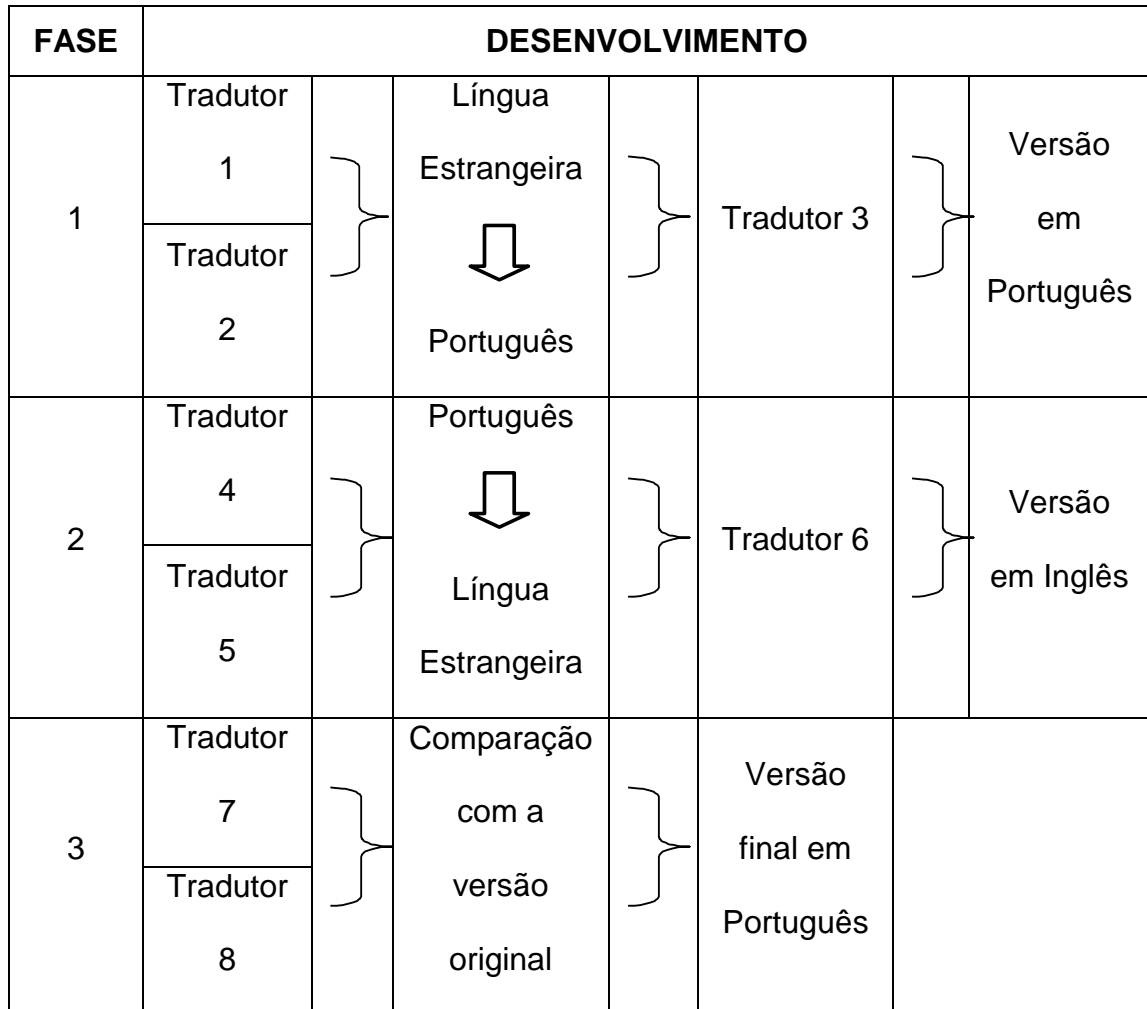 FASE DESENVOLVIMENTO
1
Tradutor
1
Tradutor
2
Língua
Estrangeira
Português
Tradutor 3
Versão
em
Português
2
Tradutor
4
Tradutor
5
Português
Língua
Estrangeira
Tradutor 6
Versão
em Inglês
3
Tradutor
7
Tradutor
8
Comparação
com a
versão
original
Versão
final em
Português